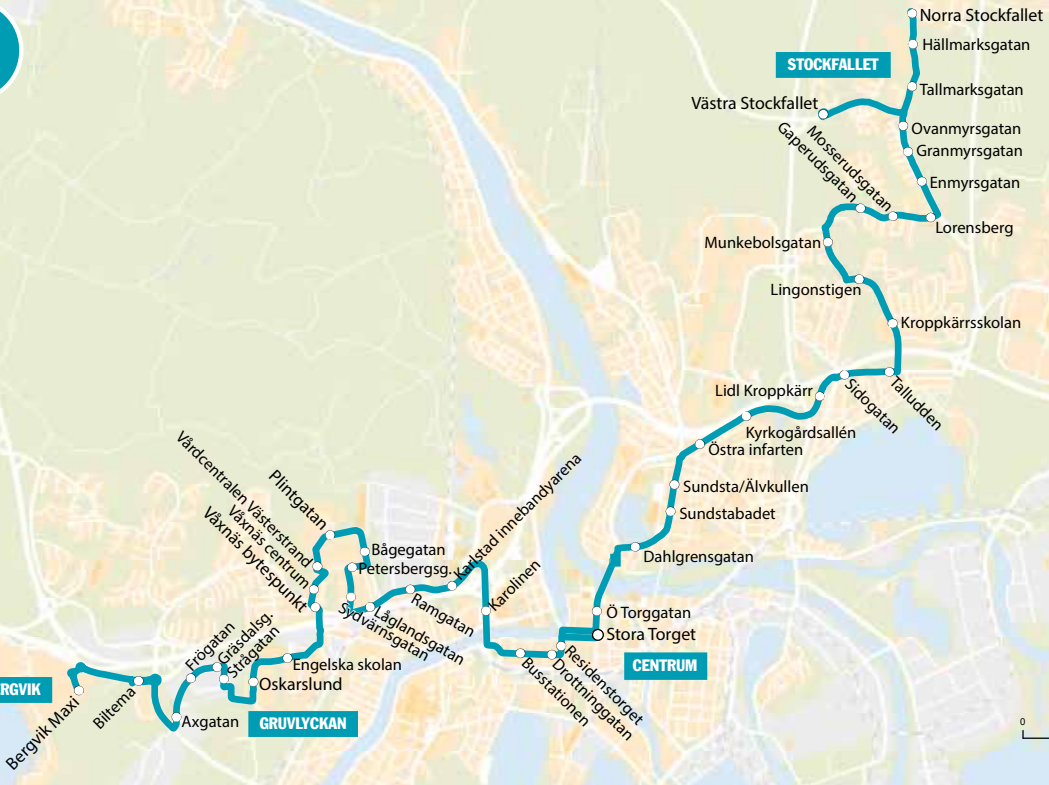 Norra Stockfallet
Hällmarksgatan
STOCKFALLET
Tallmarksgatan
Västra Stockfallet
Ovanmyrsgatan
Granmyrsgatan
Mosserudsgatan
Gaperudsgatan
Enmyrsgatan
Lorensberg
Munkebolsgatan
Lingonstigen
Kroppkärrsskolan
Talludden
Sidogatan
Lidl Kroppkärr
Kyrkogårdsallén
Östra infarten
Sundsta/Älvkullen
Sundstabadet
Dahlgrensgatan
Ö Torggatan
Stora Torget
CENTRUM
Residenstorget
Drottninggatan
Busstationen
Karolinen
Karlstad innebandyarena
Ramgatan
Låglandsgatan
Sydvärnsgatan
Petersbergsg.
Bågegatan
Plintgatan
Vårdcentralen Västerstrand
Våxnäs centrum
Våxnäs bytespunkt
Engelska skolan
Oskarslund
GRUVLYCKAN
Strågatan
Gräsdalsg.
Frögatan
Axgatan
Biltema
RGVIK
Bergvik Maxi
0